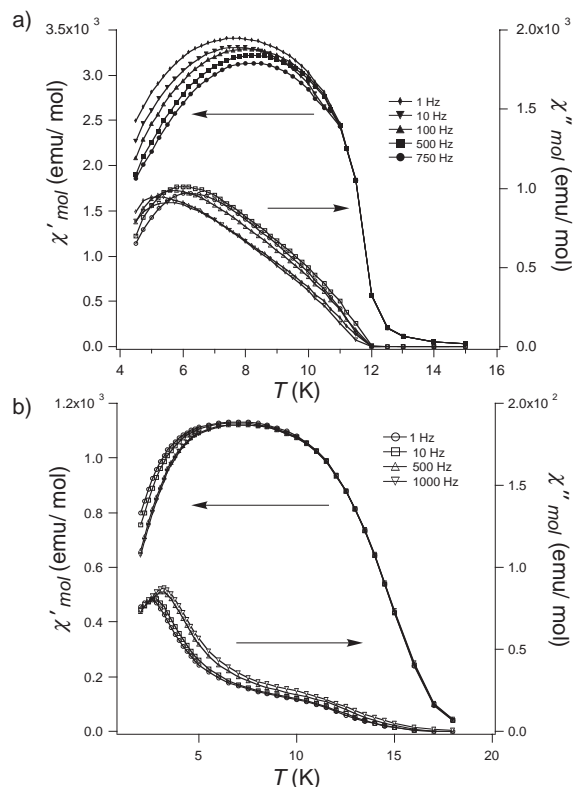 a)
3.5x10³
3.0
2.5
2.0
1.5
1.0
0.5
0.0
χ′mol (emu/ mol)
2.0x10³
1.5
1.0
0.5
0.0
χ″mol (emu/ mol)
1 Hz
10 Hz
100 Hz
500 Hz
750 Hz
4 6 8 10 12 14 16
T (K)
b)
1.2x10³
1.0
0.8
0.6
0.4
0.2
0.0
χ′mol (emu/ mol)
2.0x10²
1.5
1.0
0.5
0.0
χ″mol (emu/ mol)
1 Hz
10 Hz
500 Hz
1000 Hz
5 10 15 20
T (K)